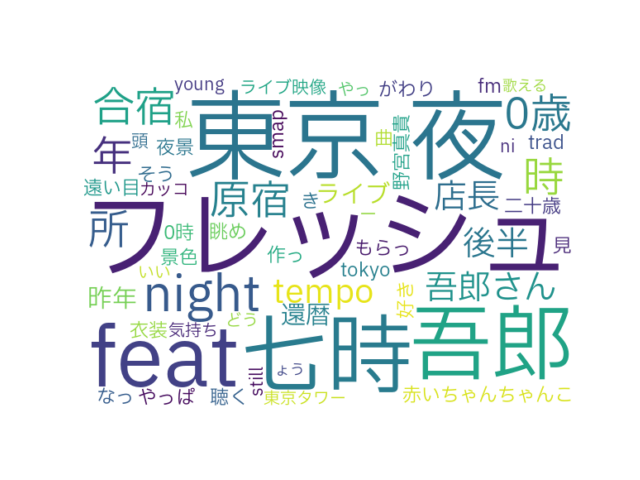 young
ライブ映像
やっ
がわり
fm
歌える
合宿
私
東京
夜
0歳
smap
年
頭
夜景
野宮真貴
曲
ni
trad
時
そう
遠い目
カッコ
原宿
き
ライブ
ー
店長
二十歳
所
フレッシュ
0時
眺め
後半
見
景色
作っ
もらっ
いい
tokyo
昨年
night
tempo
好き
吾郎さん
衣装
気持ち
どう
還暦
feat
七時
吾郎
still
ょう
なっ
やっぱ
聴く
東京タワー
赤いちゃんちゃんこ